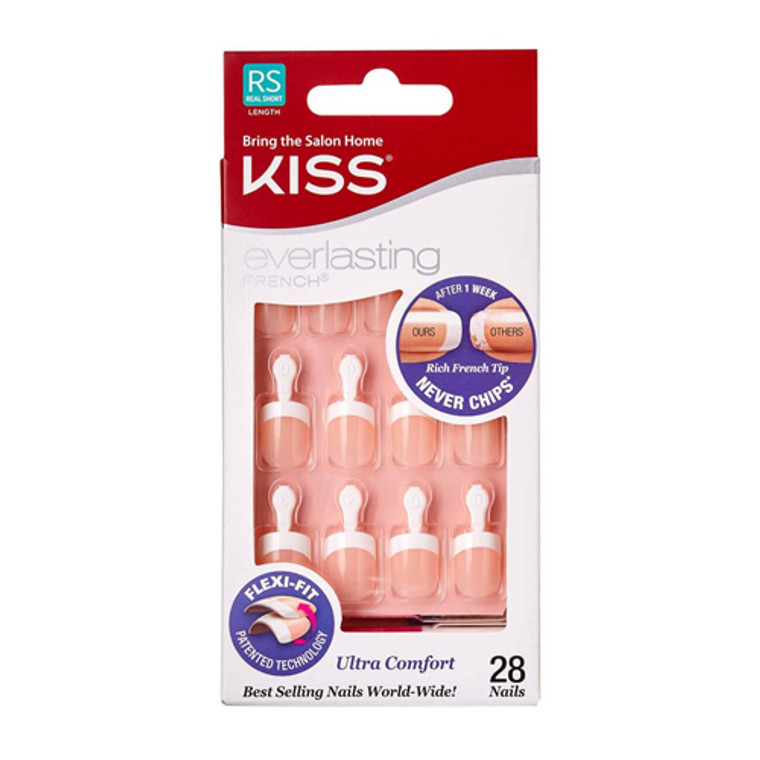 RS
REAL SHORT
LENGTH
Bring the Salon Home
KISS®
everlasting
FRENCH®
AFTER 1 WEEK
OURS
OTHERS
Rich French Tip
NEVER CHIPS*
FLEXI-FIT
PATENTED TECHNOLOGY
Ultra Comfort
Best Selling Nails World-Wide!
28
Nails